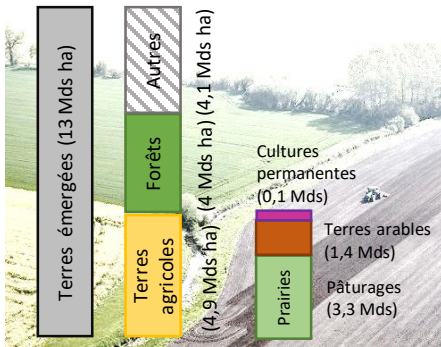 Terres émergées (13 Mds ha)
Autres
(4,1 Mds ha)
Forêts
(4 Mds ha)
Terres
agricoles
(4,9 Mds ha)
Cultures
permanentes
(0,1 Mds)
Terres arables
(1,4 Mds)
Prairies
Pâturages
(3,3 Mds)